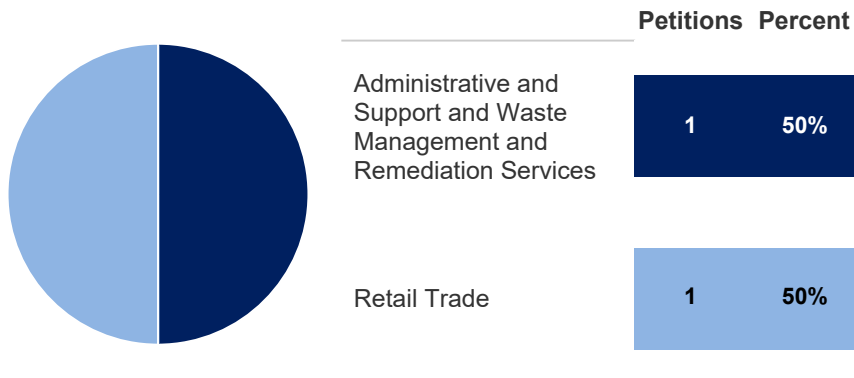 Petitions Percent
Administrative and
Support and Waste
Management and
Remediation Services
1 50%
Retail Trade
1 50%